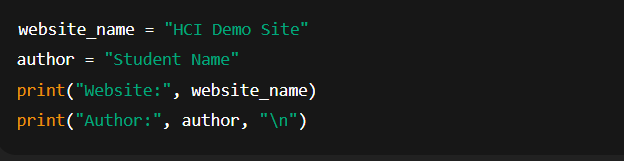 website_name = "HCI Demo Site"
author = "Student Name"
print("Website:", website_name)
print("Author:", author, "\n")